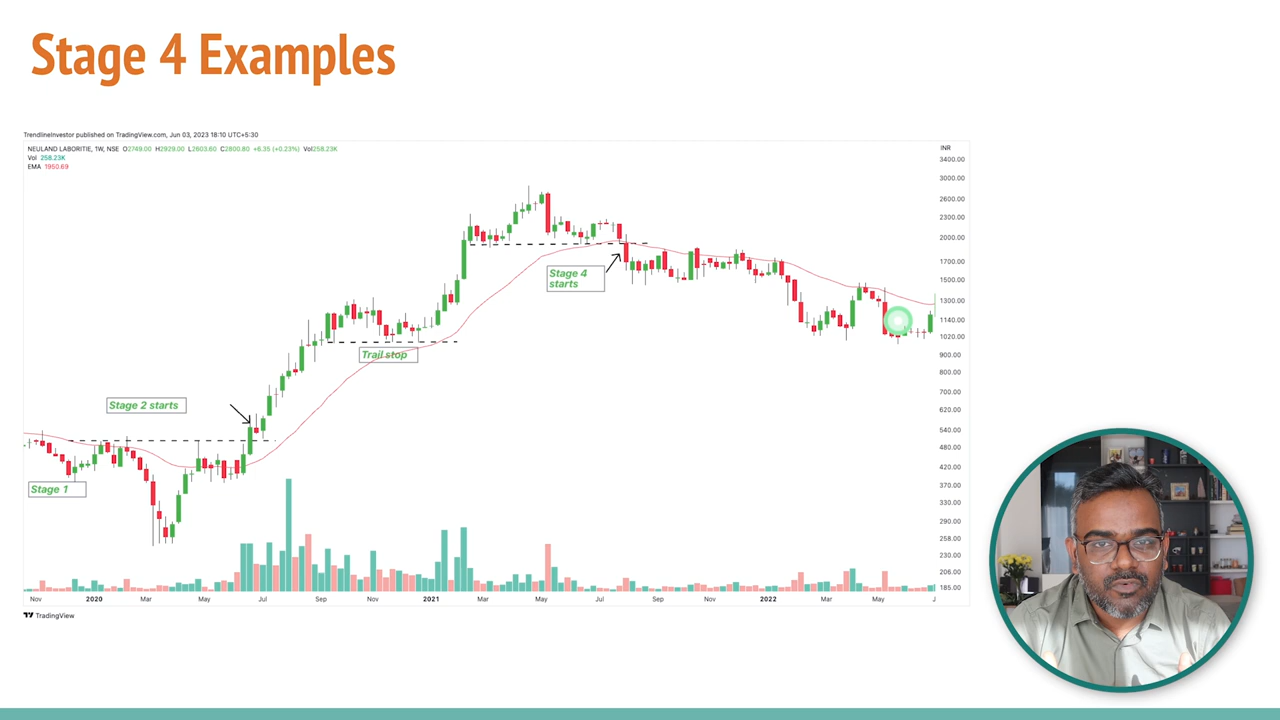 Stage 4 Examples
TrendlineInvestor published on TradingView.com, Jun 03, 2023 18:10 UTC+5:30
NEULAND LABORITIE, 1W, NSE O2749.00 H2929.00 L2603.60 C2800.80 +6.35 (+0.23%) Vol258.23K
INR
Vol 258.23K
EMA 1950.69
3400.00
3000.00
2600.00
2300.00
2000.00
1700.00
1500.00
1300.00
1140.00
1020.00
900.00
800.00
700.00
620.00
540.00
480.00
420.00
370.00
330.00
290.00
258.00
230.00
206.00
185.00
Stage 4
starts
Trail stop
Stage 2 starts
Stage 1
Nov 2020 Mar May Jul Sep Nov 2021 Mar May Jul Sep Nov 2022 Mar May J
TradingView